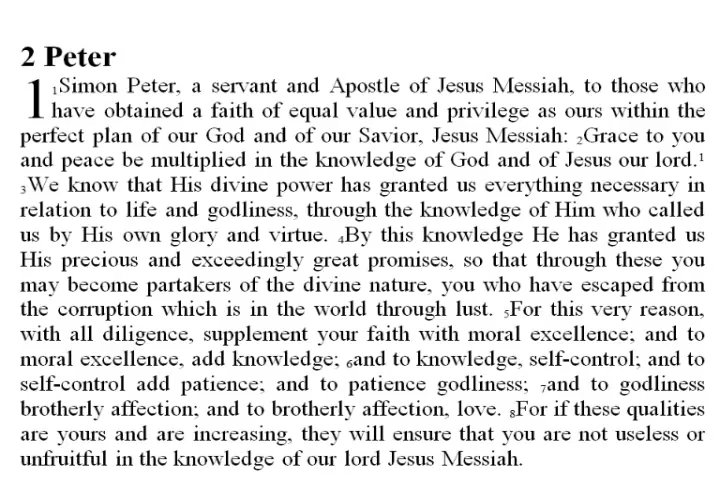 2 Peter
1 1Simon Peter, a servant and Apostle of Jesus Messiah, to those who
have obtained a faith of equal value and privilege as ours within the
perfect plan of our God and of our Savior, Jesus Messiah: 2Grace to you
and peace be multiplied in the knowledge of God and of Jesus our lord.¹
3We know that His divine power has granted us everything necessary in
relation to life and godliness, through the knowledge of Him who called
us by His own glory and virtue. 4By this knowledge He has granted us
His precious and exceedingly great promises, so that through these you
may become partakers of the divine nature, you who have escaped from
the corruption which is in the world through lust. 5For this very reason,
with all diligence, supplement your faith with moral excellence; and to
moral excellence, add knowledge; 6and to knowledge, self-control; and to
self-control add patience; and to patience godliness; 7and to godliness
brotherly affection; and to brotherly affection, love. 8For if these qualities
are yours and are increasing, they will ensure that you are not useless or
unfruitful in the knowledge of our lord Jesus Messiah.